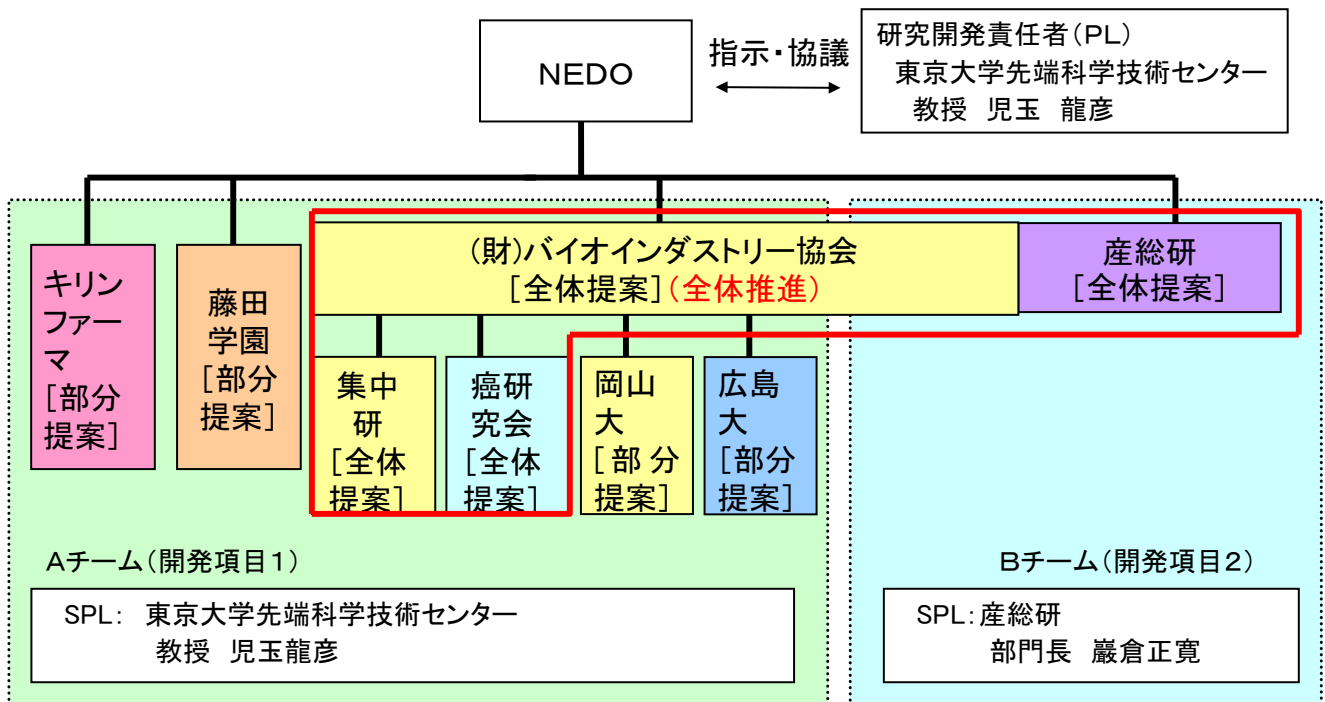 NEDO
指示・協議
研究開発責任者(PL)
東京大学先端科学技術センター
教授 児玉 龍彦
キリン
ファー
マ
[部分
提案]
藤田
学園
[部分
提案]
(財)バイオインダストリー協会
[全体提案](全体推進)
産総研
[全体提案]
集中
研
[全体
提案]
癌研
究会
[全体
提案]
岡山
大
[部分
提案]
広島
大
[部分
提案]
Aチーム(開発項目1)
SPL: 東京大学先端科学技術センター
教授 児玉龍彦
Bチーム(開発項目2)
SPL:産総研
部門長 巌倉正寛